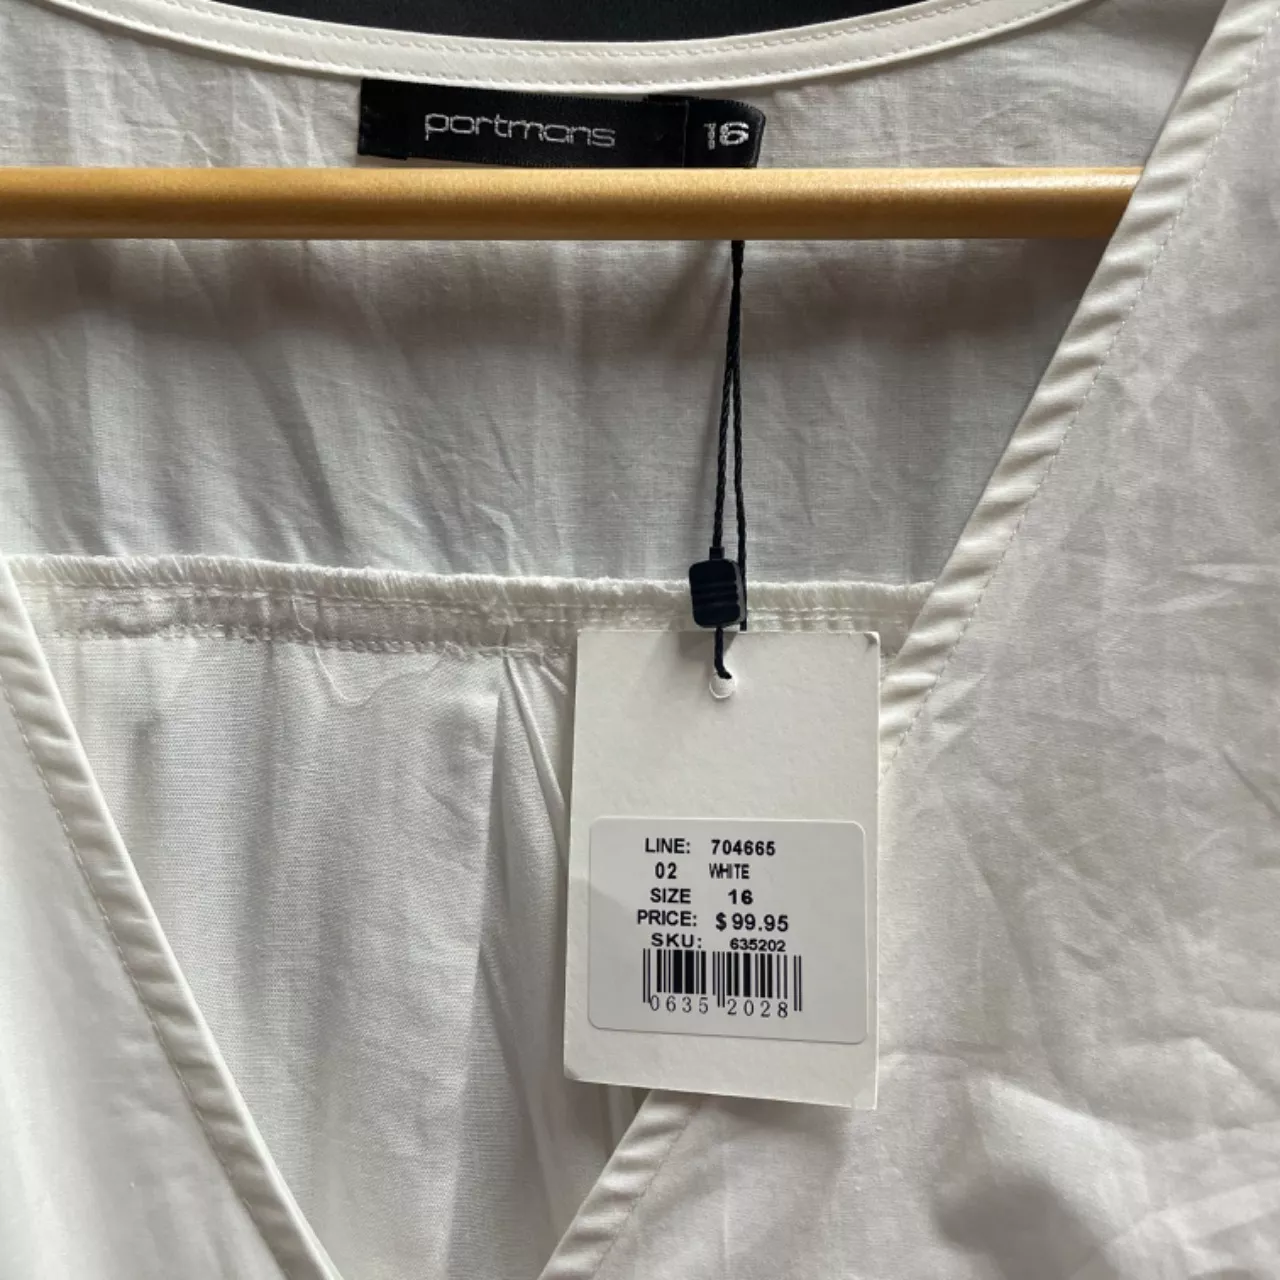 portmans
16
LINE: 704665
02 WHITE
SIZE 16
PRICE: $99.95
SKU: 635202
0635 2028